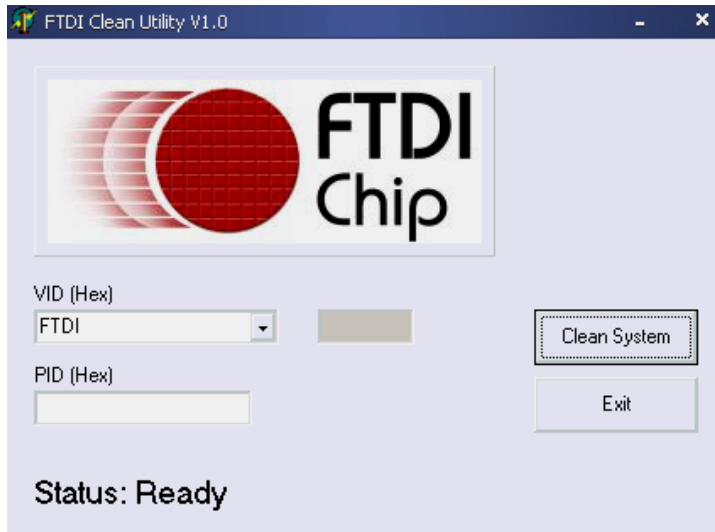 FTDI Clean Utility V1.0
FTDI
Chip
VID (Hex)
FTDI
Clean System
PID (Hex)
Exit
Status: Ready